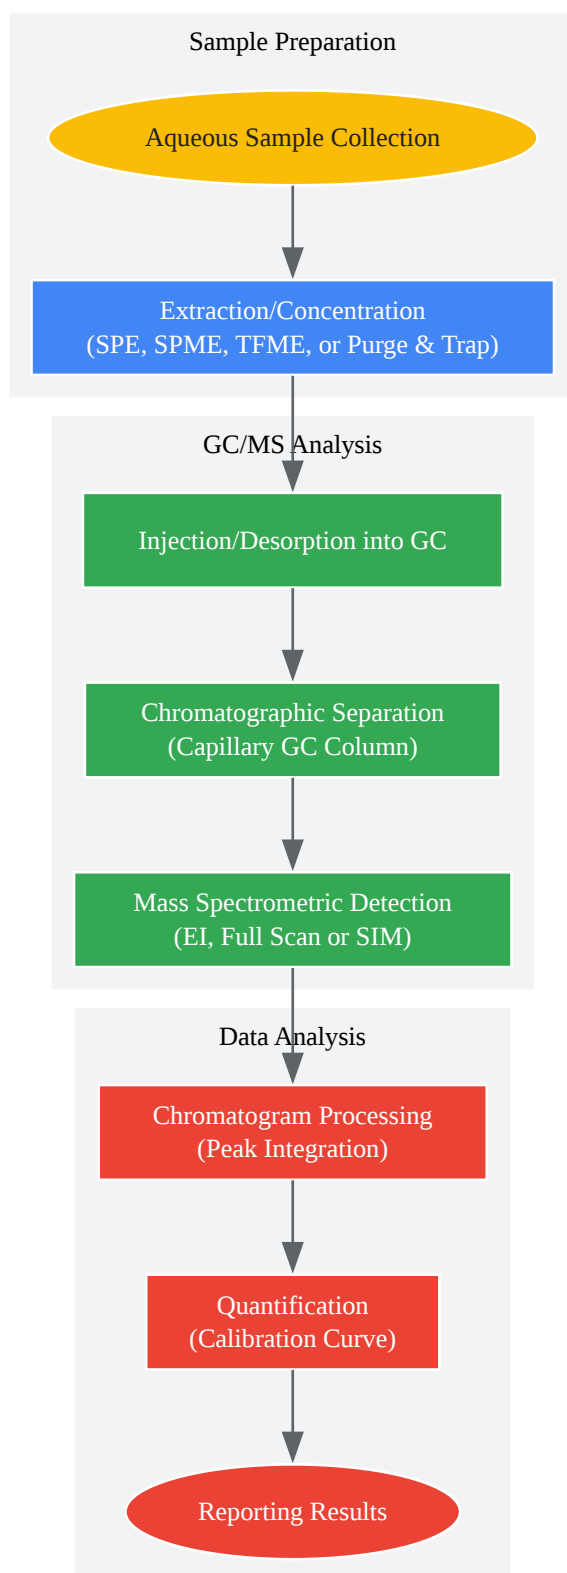 Sample Preparation
Aqueous Sample Collection
Extraction/Concentration
(SPE, SPME, TFME, or Purge & Trap)
GC/MS Analysis
Injection/Desorption into GC
Chromatographic Separation
(Capillary GC Column)
Mass Spectrometric Detection
(EI, Full Scan or SIM)
Data Analysis
Chromatogram Processing
(Peak Integration)
Quantification
(Calibration Curve)
Reporting Results